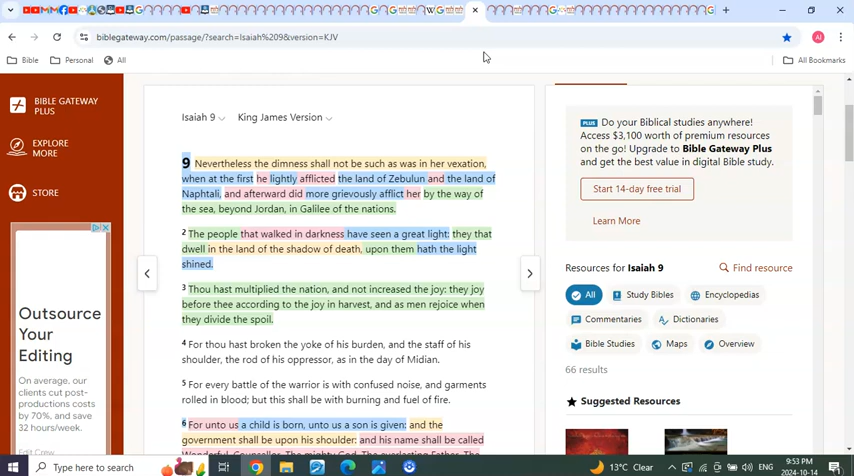 biblegateway.com/passage/?search=Isaiah%209&version=KJV
AI
Bible
Personal
All
All Bookmarks
BIBLE GATEWAY
PLUS
EXPLORE
MORE
STORE
Outsource
Your
Editing
On average, our
clients cut post-
productions costs
by 70%, and save
32 hours/week.
Edit Crew
Isaiah 9
King James Version
9 Nevertheless the dimness shall not be such as was in her vexation,
when at the first he lightly afflicted the land of Zebulun and the land of
Naphtali, and afterward did more grievously afflict her by the way of
the sea, beyond Jordan, in Galilee of the nations.
2 The people that walked in darkness have seen a great light: they that
dwell in the land of the shadow of death, upon them hath the light
shined.
3 Thou hast multiplied the nation, and not increased the joy: they joy
before thee according to the joy in harvest, and as men rejoice when
they divide the spoil.
4 For thou hast broken the yoke of his burden, and the staff of his
shoulder, the rod of his oppressor, as in the day of Midian.
5 For every battle of the warrior is with confused noise, and garments
rolled in blood; but this shall be with burning and fuel of fire.
6 For unto us a child is born, unto us a son is given: and the
government shall be upon his shoulder: and his name shall be called
Wonderful, Counsellor, The mighty God, The everlasting Father, The
PLUS Do your Biblical studies anywhere!
Access $3,100 worth of premium resources
on the go! Upgrade to Bible Gateway Plus
and get the best value in digital Bible study.
Start 14-day free trial
Learn More
Resources for Isaiah 9
Find resource
All
Study Bibles
Encyclopedias
Commentaries
Dictionaries
Bible Studies
Maps
Overview
66 results
Suggested Resources
Type here to search
13°C Clear
ENG
9:53 PM
2024-10-14